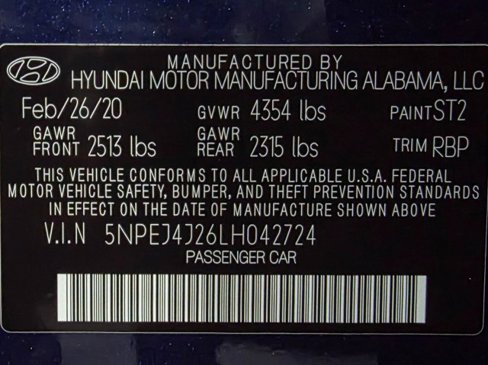 MANUFACTURED BY
HYUNDAI MOTOR MANUFACTURING ALABAMA, LLC
Feb/26/20 GVWR 4354 lbs PAINT ST2
GAWR FRONT 2513 lbs GAWR REAR 2315 lbs TRIM RBP
THIS VEHICLE CONFORMS TO ALL APPLICABLE U.S.A. FEDERAL
MOTOR VEHICLE SAFETY, BUMPER, AND THEFT PREVENTION STANDARDS
IN EFFECT ON THE DATE OF MANUFACTURE SHOWN ABOVE
V.I.N 5NPEJ4J26LH042724
PASSENGER CAR